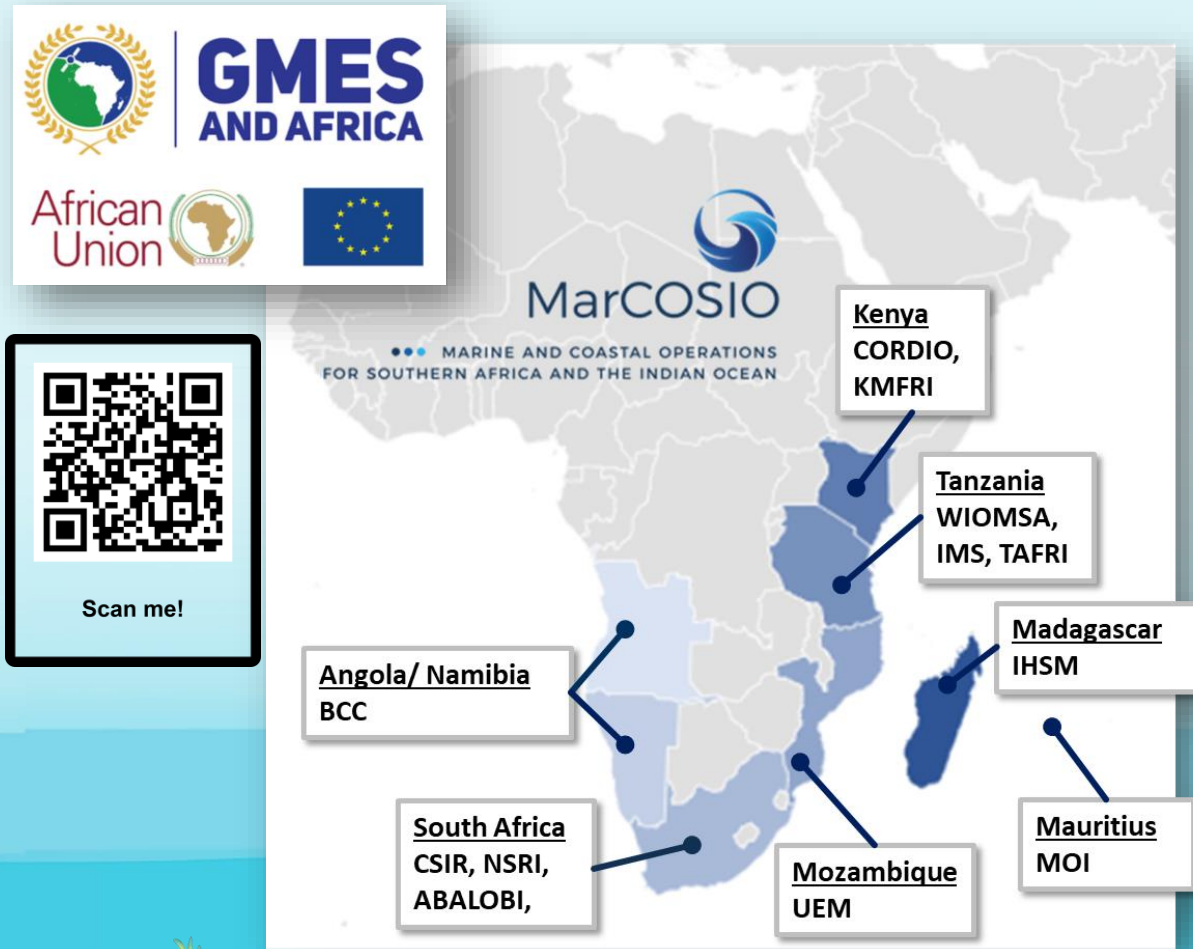 GMES
AND AFRICA
African
Union
MarCOSIO
MARINE AND COASTAL OPERATIONS
FOR SOUTHERN AFRICA AND THE INDIAN OCEAN
Scan me!
Kenya
CORDIO,
KMFRI
Tanzania
WIOMSA,
IMS, TAFRI
Madagascar
IHSM
Angola/ Namibia
BCC
Mauritius
MOI
South Africa
CSIR, NSRI,
ABALOBI,
Mozambique
UEM